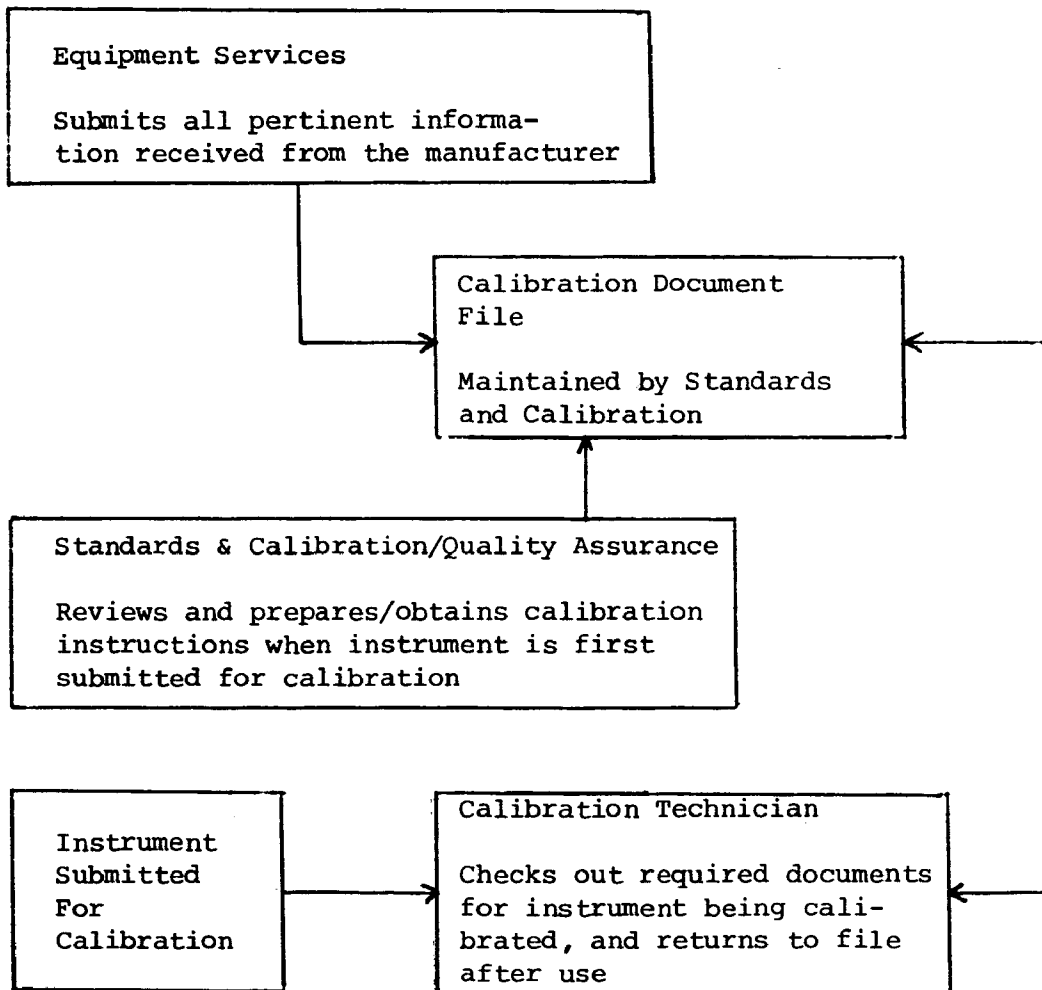 Equipment Services
Submits all pertinent informa-
tion received from the manufacturer
Calibration Document
File
Maintained by Standards
and Calibration
Standards & Calibration/Quality Assurance
Reviews and prepares/obtains calibration
instructions when instrument is first
submitted for calibration
Instrument
Submitted
For
Calibration
Calibration Technician
Checks out required documents
for instrument being cali-
brated, and returns to file
after use